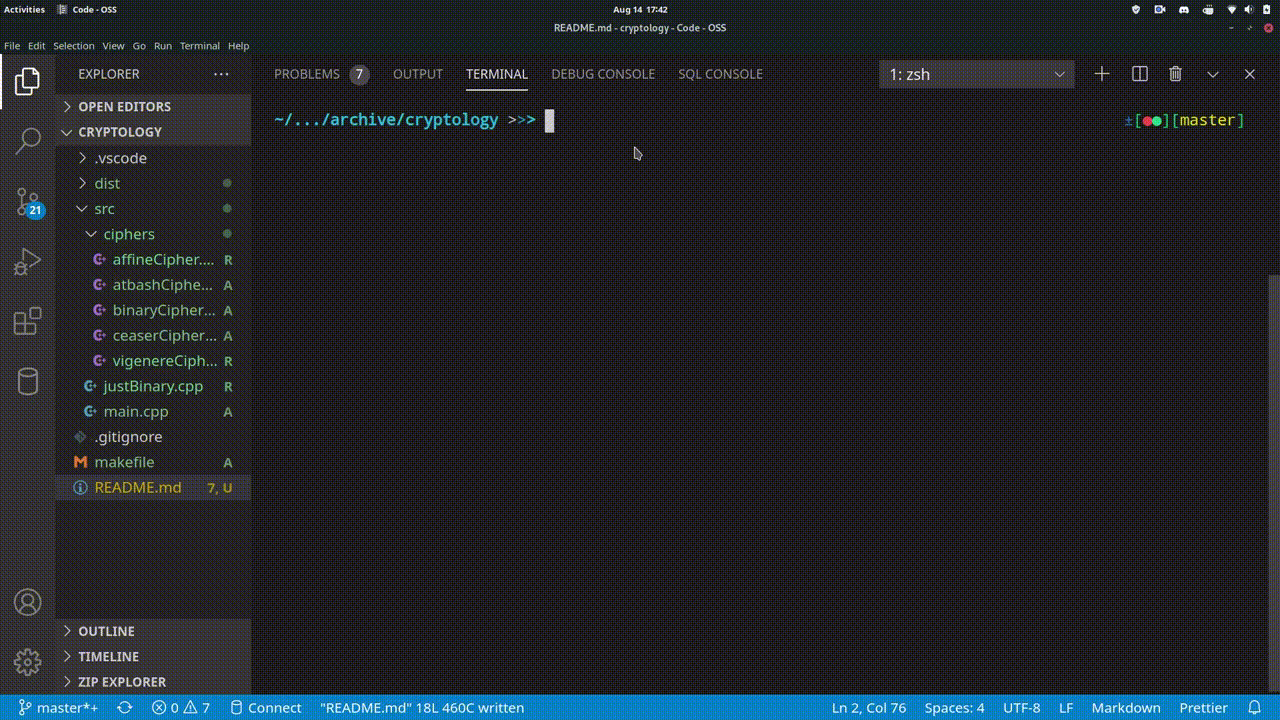 Activities Code - OSS Aug 14 17:42
README.md - cryptology - Code - OSS
File Edit Selection View Go Run Terminal Help
EXPLORER ...
PROBLEMS 7 OUTPUT TERMINAL DEBUG CONSOLE SQL CONSOLE 1: zsh
OPEN EDITORS
CRYPTOLOGY
~/.../archive/cryptology >>> ±[●●][master]
.vscode
dist
src
ciphers
affineCipher.... R
atbashCiphe... A
binaryCipher... A
ceaserCipher... A
vigenereCiph... R
justBinary.cpp R
main.cpp A
.gitignore
makefile A
README.md 7, U
21
OUTLINE
TIMELINE
ZIP EXPLORER
master*+ 0 7 Connect "README.md" 18L 460C written Ln 2, Col 76 Spaces: 4 UTF-8 LF Markdown Prettier